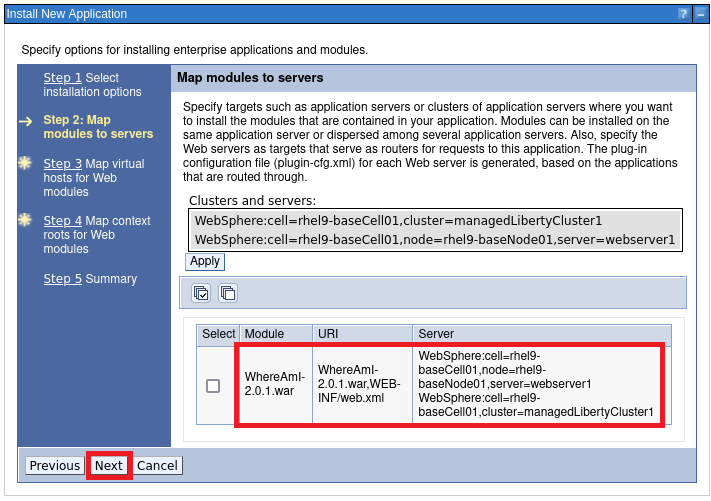 Install New Application
? –
Specify options for installing enterprise applications and modules.
Step 1 Select
installation options
Step 2: Map
modules to servers
Step 3 Map virtual
hosts for Web
modules
Step 4 Map context
roots for Web
modules
Step 5 Summary
Map modules to servers
Specify targets such as application servers or clusters of application servers where you want
to install the modules that are contained in your application. Modules can be installed on the
same application server or dispersed among several application servers. Also, specify the
Web servers as targets that serve as routers for requests to this application. The plug-in
configuration file (plugin-cfg.xml) for each Web server is generated, based on the applications
that are routed through.
Clusters and servers:
WebSphere:cell=rhel9-baseCell01,cluster=managedLibertyCluster1
WebSphere:cell=rhel9-baseCell01,node=rhel9-baseNode01,server=webserver1
Apply
Select Module URI Server
WhereAmI-
2.0.1.war
WhereAmI-
2.0.1.war,WEB-
INF/web.xml
WebSphere:cell=rhel9-
baseCell01,node=rhel9-
baseNode01,server=webserver1
WebSphere:cell=rhel9-
baseCell01,cluster=managedLibertyCluster1
Previous Next Cancel